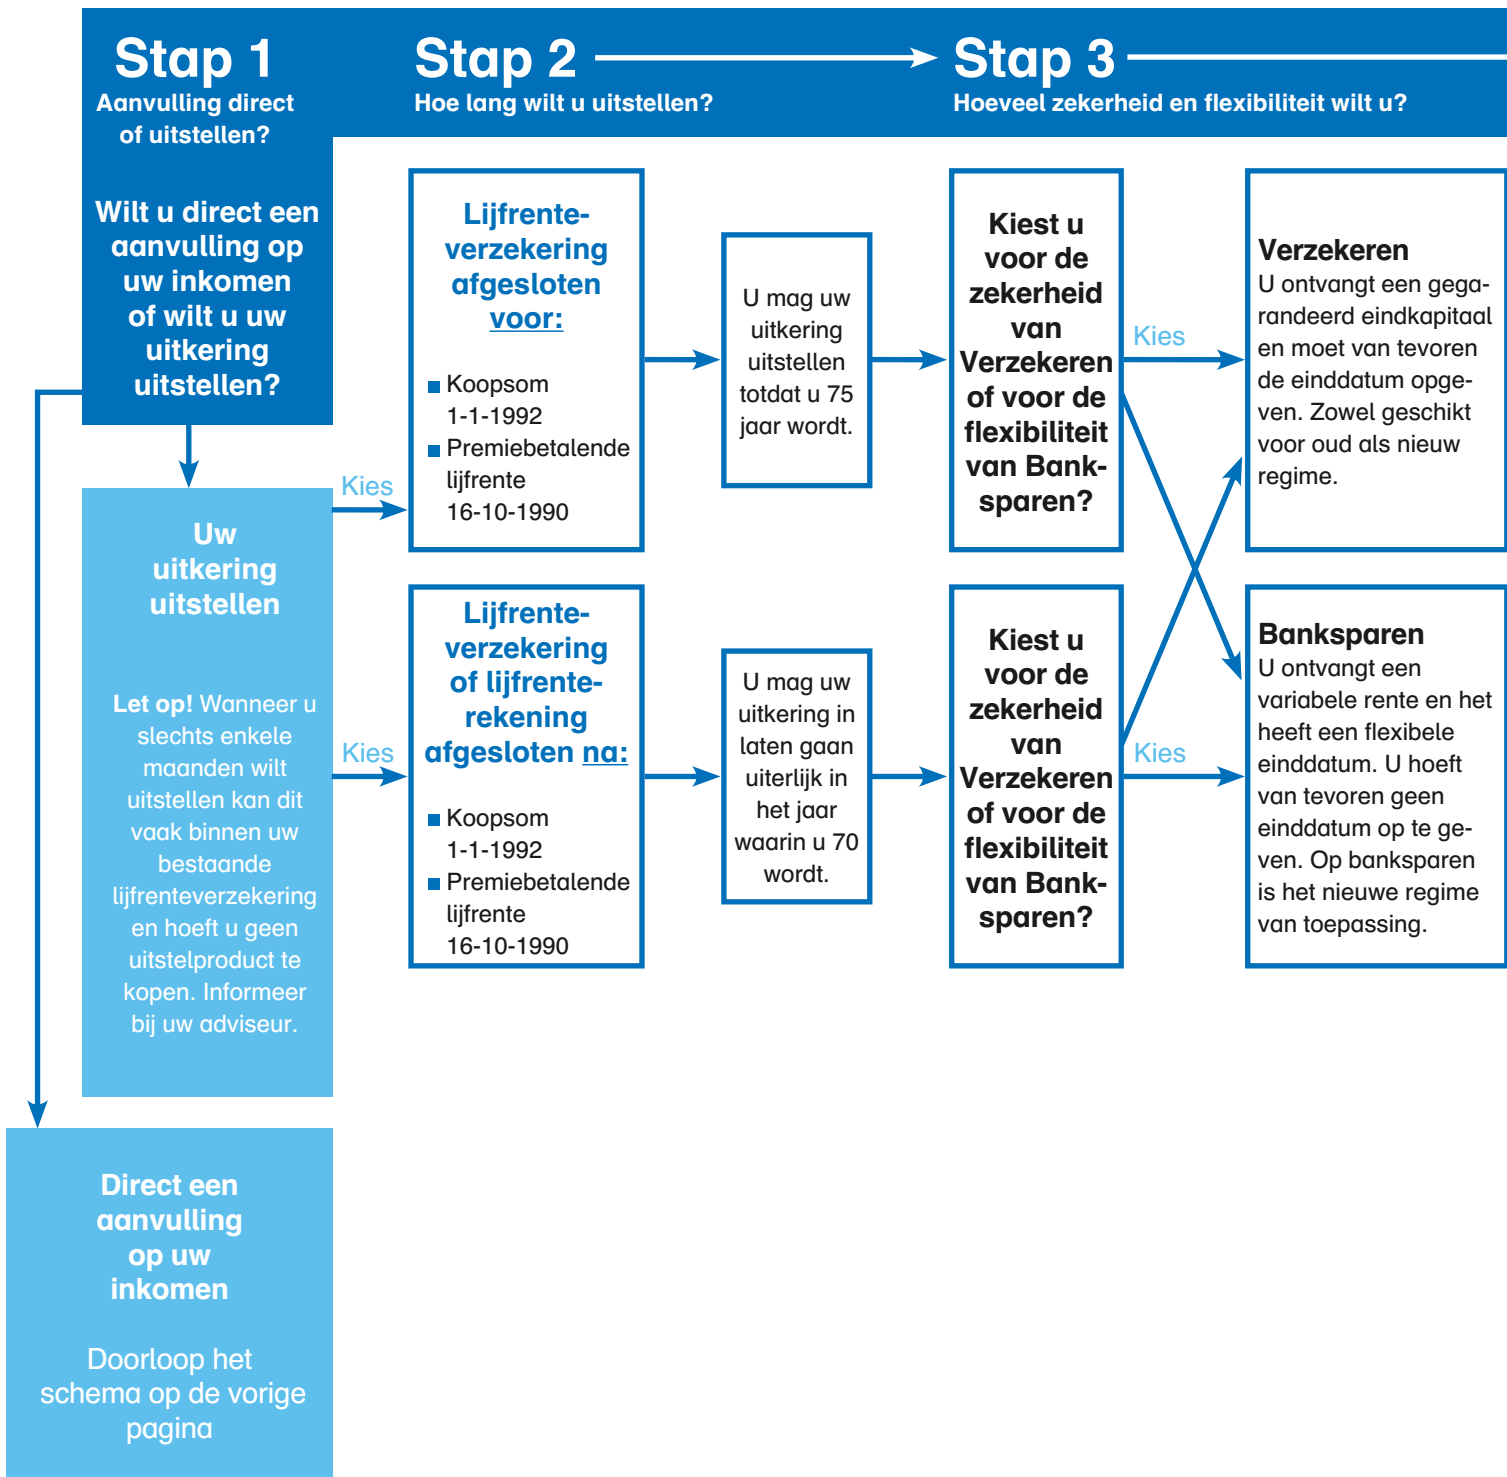 Stap 1
Aanvulling direct
of uitstellen?
Wilt u direct een
aanvulling op
uw inkomen
of wilt u uw
uitkering
uitstellen?
Uw
uitkering
uitstellen
Let op! Wanneer u
slechts enkele
maanden wilt
uitstellen kan dit
vaak binnen uw
bestaande
lijfrenteverzekering
en hoeft u geen
uitstelproduct te
kopen. Informeer
bij uw adviseur.
Direct een
aanvulling
op uw
inkomen
Doorloop het
schema op de vorige
pagina
Stap 2
Hoe lang wilt u uitstellen?
Kies
Lijfrente-
verzekering
afgesloten
voor:
Koopsom
1-1-1992
Premiebetalende
lijfrente
16-10-1990
U mag uw
uitkering
uitstellen
totdat u 75
jaar wordt.
Kies
Lijfrente-
verzekering
of lijfrente-
rekening
afgesloten na:
Koopsom
1-1-1992
Premiebetalende
lijfrente
16-10-1990
U mag uw
uitkering in
laten gaan
uiterlijk in
het jaar
waarin u 70
wordt.
Stap 3
Hoeveel zekerheid en flexibiliteit wilt u?
Kiest u
voor de
zekerheid
van
Verzekeren
of voor de
flexibiliteit
van Bank-
sparen?
Kies
Verzekeren
U ontvangt een gega-
randeerd eindkapitaal
en moet van tevoren
de einddatum opge-
ven. Zowel geschikt
voor oud als nieuw
regime.
Kiest u
voor de
zekerheid
van
Verzekeren
of voor de
flexibiliteit
van Bank-
sparen?
Kies
Banksparen
U ontvangt een
variabele rente en het
heeft een flexibele
einddatum. U hoeft
van tevoren geen
einddatum op te ge-
ven. Op banksparen
is het nieuwe regime
van toepassing.